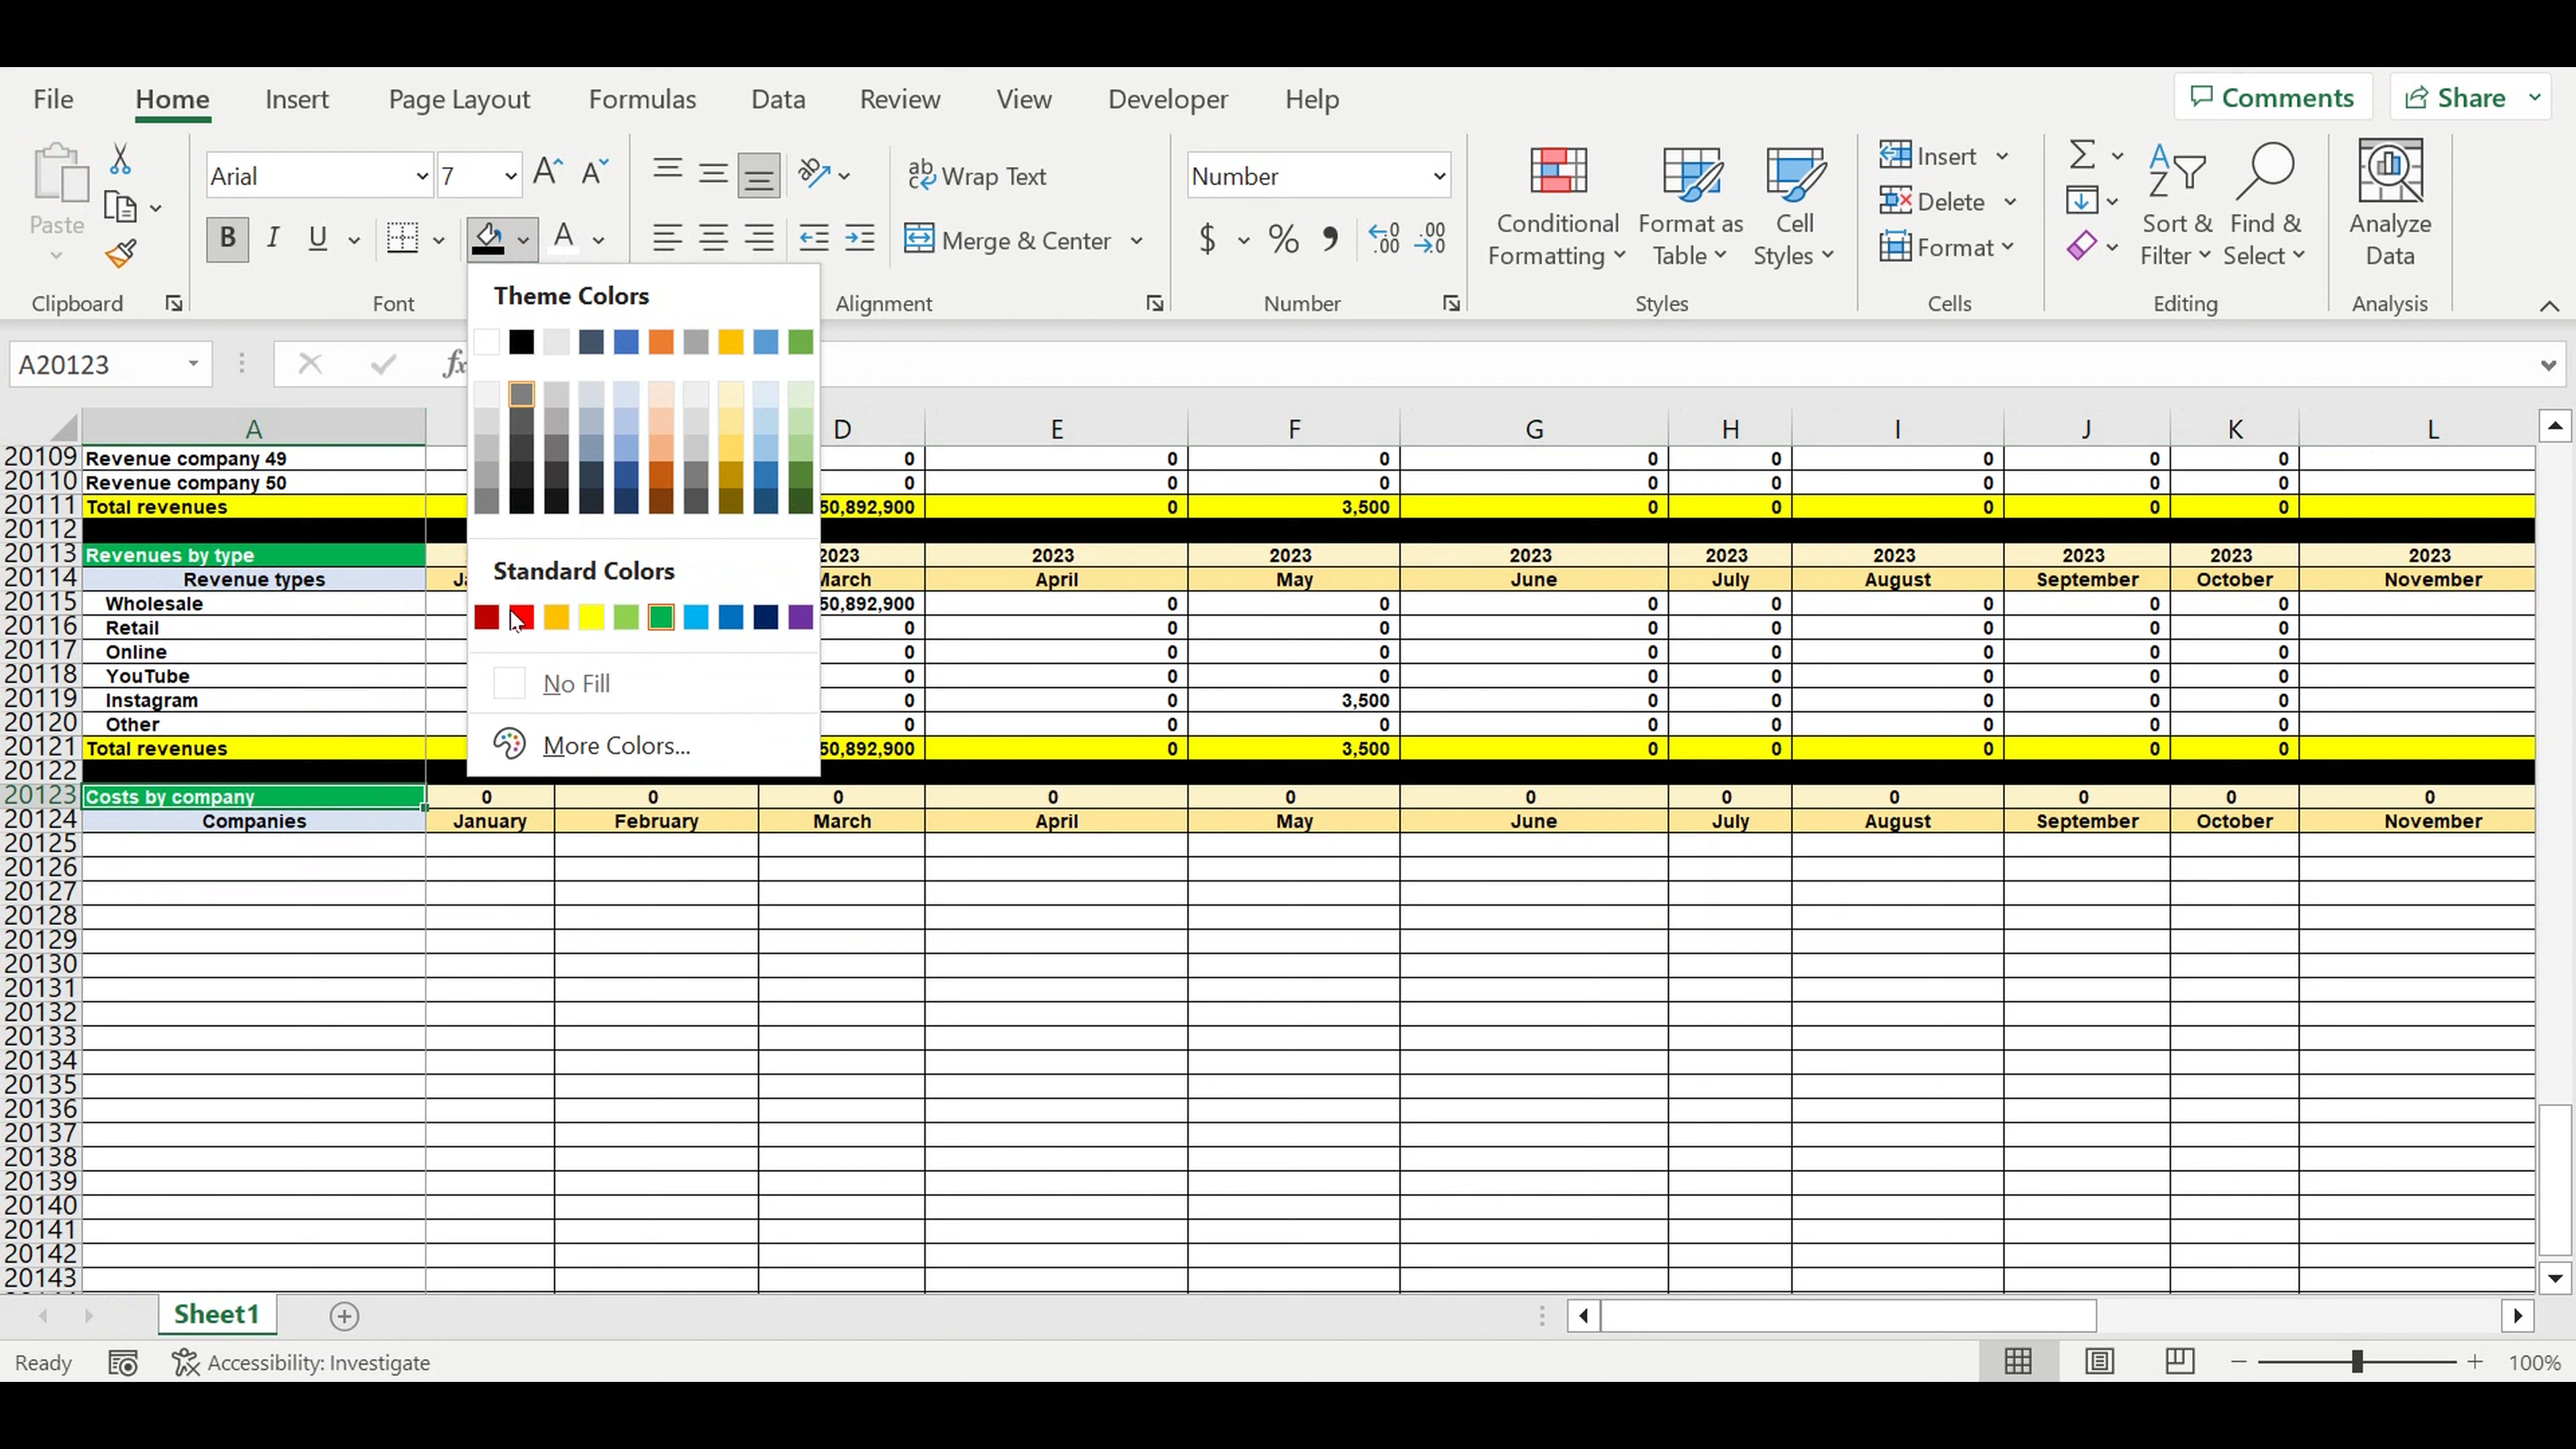 File Home Insert Page Layout Formulas Data Review View Developer Help Comments Share
Paste Arial 7 Wrap Text Number Insert
B I U A Merge & Center $ % Delete
Conditional Formatting Format as Table Cell Styles Format Sort & Filter Find & Select Analyze Data
Clipboard Font Alignment Number Styles Cells Editing Analysis
Theme Colors
Standard Colors
No Fill
More Colors...
A20123 fx
A D E F G H I J K L
20109 Revenue company 49 0 0 0 0 0 0 0 0
20110 Revenue company 50 0 0 0 0 0 0 0 0
20111 Total revenues 50,892,900 0 3,500 0 0 0 0 0
20112
20113 Revenues by type 2023 2023 2023 2023 2023 2023 2023 2023 2023
20114 Revenue types Ja March April May June July August September October November
20115 Wholesale 50,892,900 0 0 0 0 0 0 0
20116 Retail 0 0 0 0 0 0 0 0
20117 Online 0 0 0 0 0 0 0 0
20118 YouTube 0 0 0 0 0 0 0 0
20119 Instagram 0 0 3,500 0 0 0 0 0
20120 Other 0 0 0 0 0 0 0 0
20121 Total revenues 50,892,900 0 3,500 0 0 0 0 0
20122
20123 Costs by company 0 0 0 0 0 0 0 0 0 0 0
20124 Companies January February March April May June July August September October November
20125
20126
20127
20128
20129
20130
20131
20132
20133
20134
20135
20136
20137
20138
20139
20140
20141
20142
20143
Sheet1
Ready Accessibility: Investigate 100%